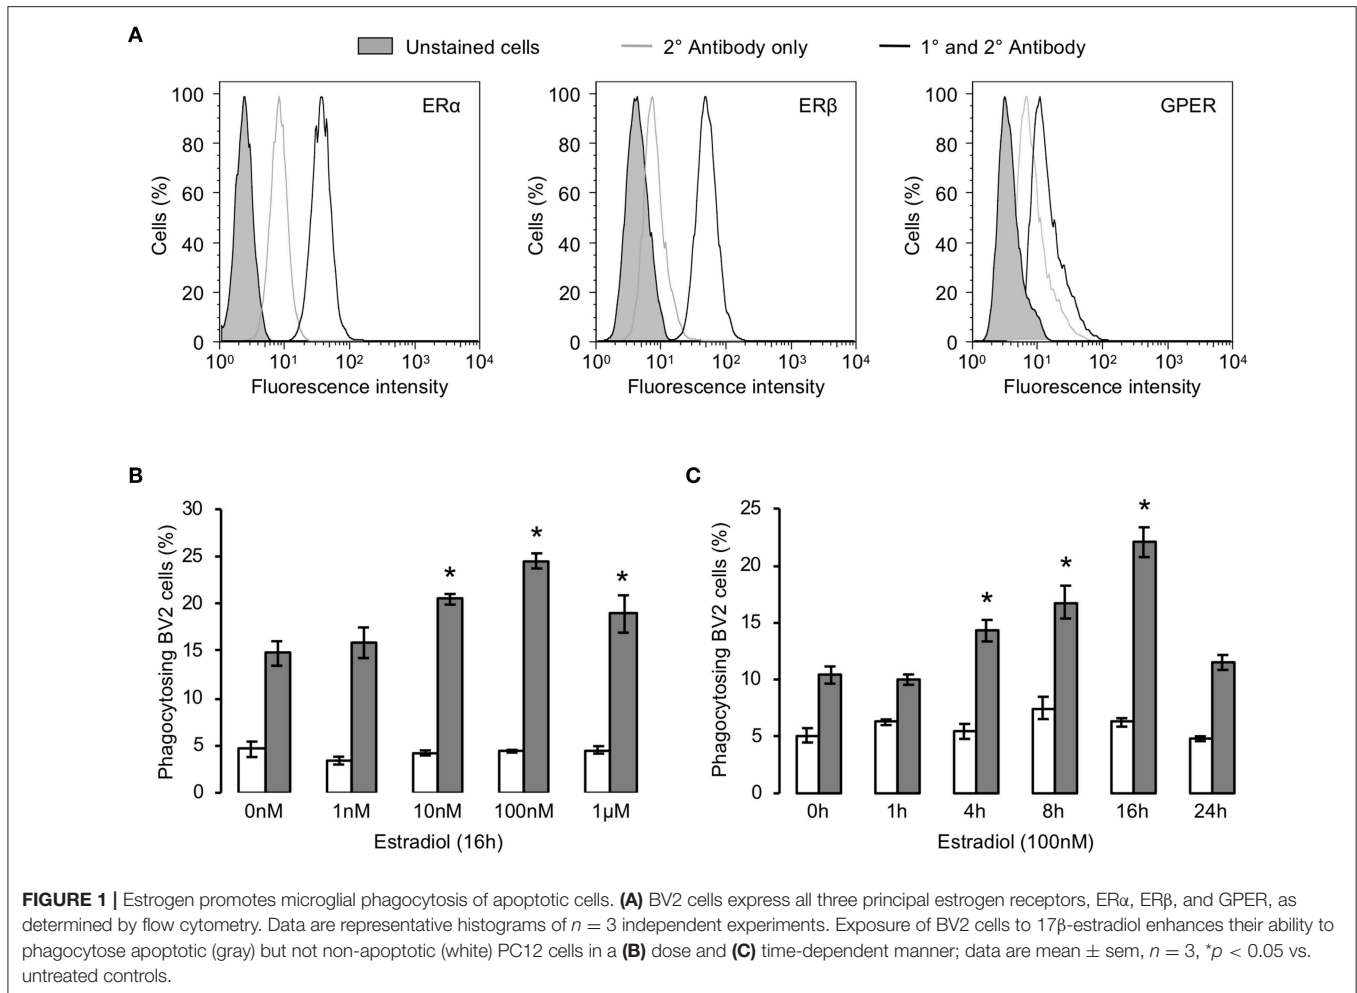 A
Unstained cells
2° Antibody only
1° and 2° Antibody
100
80
60
40
20
0
Cells (%)
ERα
10⁰ 10¹ 10² 10³ 10⁴
Fluorescence intensity
100
80
60
40
20
0
Cells (%)
ERβ
10⁰ 10¹ 10² 10³ 10⁴
Fluorescence intensity
100
80
60
40
20
0
Cells (%)
GPER
10⁰ 10¹ 10² 10³ 10⁴
Fluorescence intensity
B
30
25
20
15
10
5
0
Phagocytosing BV2 cells (%)
* * *
0nM 1nM 10nM 100nM 1µM
Estradiol (16h)
C
25
20
15
10
5
0
Phagocytosing BV2 cells (%)
* * *
0h 1h 4h 8h 16h 24h
Estradiol (100nM)
FIGURE 1 | Estrogen promotes microglial phagocytosis of apoptotic cells. (A) BV2 cells express all three principal estrogen receptors, ERα, ERβ, and GPER, as
determined by flow cytometry. Data are representative histograms of n = 3 independent experiments. Exposure of BV2 cells to 17β-estradiol enhances their ability to
phagocytose apoptotic (gray) but not non-apoptotic (white) PC12 cells in a (B) dose and (C) time-dependent manner; data are mean ± sem, n = 3, *p < 0.05 vs.
untreated controls.